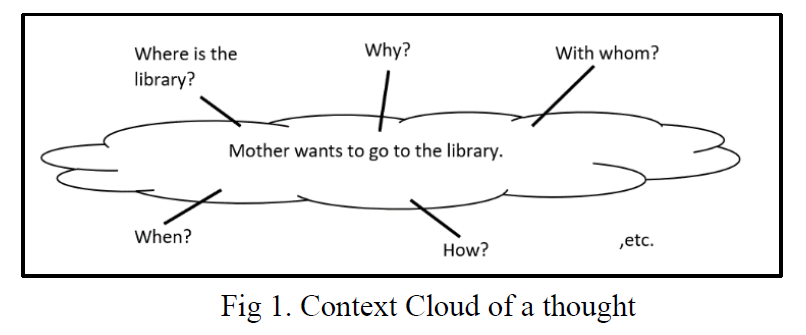 Where is the
library?
Why?
With whom?
Mother wants to go to the library.
When?
How?
,etc.
Fig 1. Context Cloud of a thought